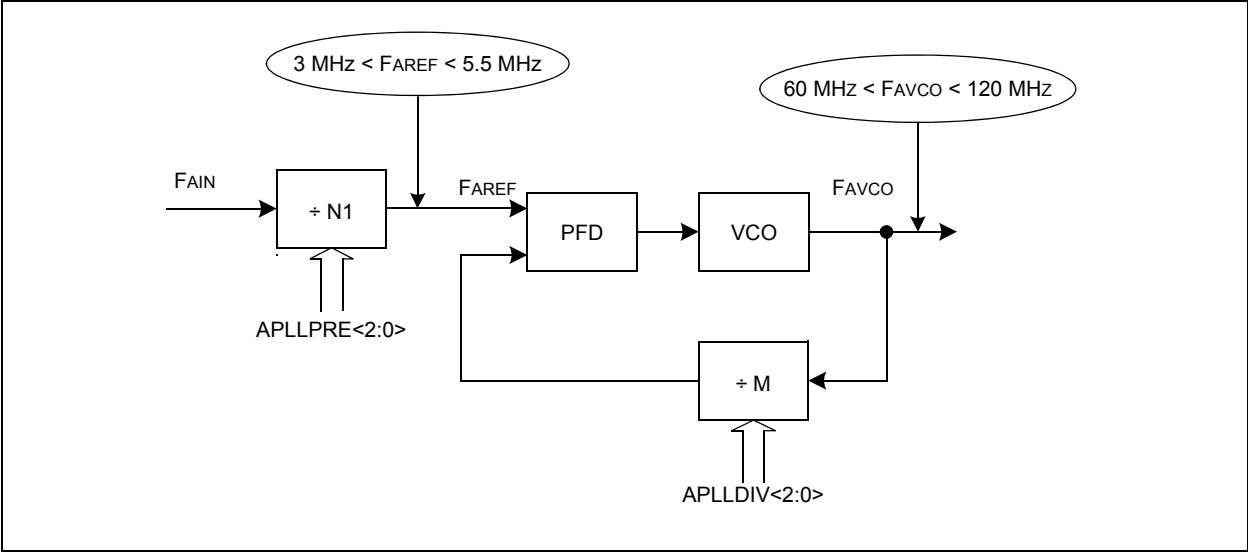 3 MHz < FAREF < 5.5 MHz
60 MHz < FAVCO < 120 MHz
FAIN
FAREF
FAVCO
÷ N1
PFD
VCO
APLLPRE<2:0>
÷ M
APLLDIV<2:0>